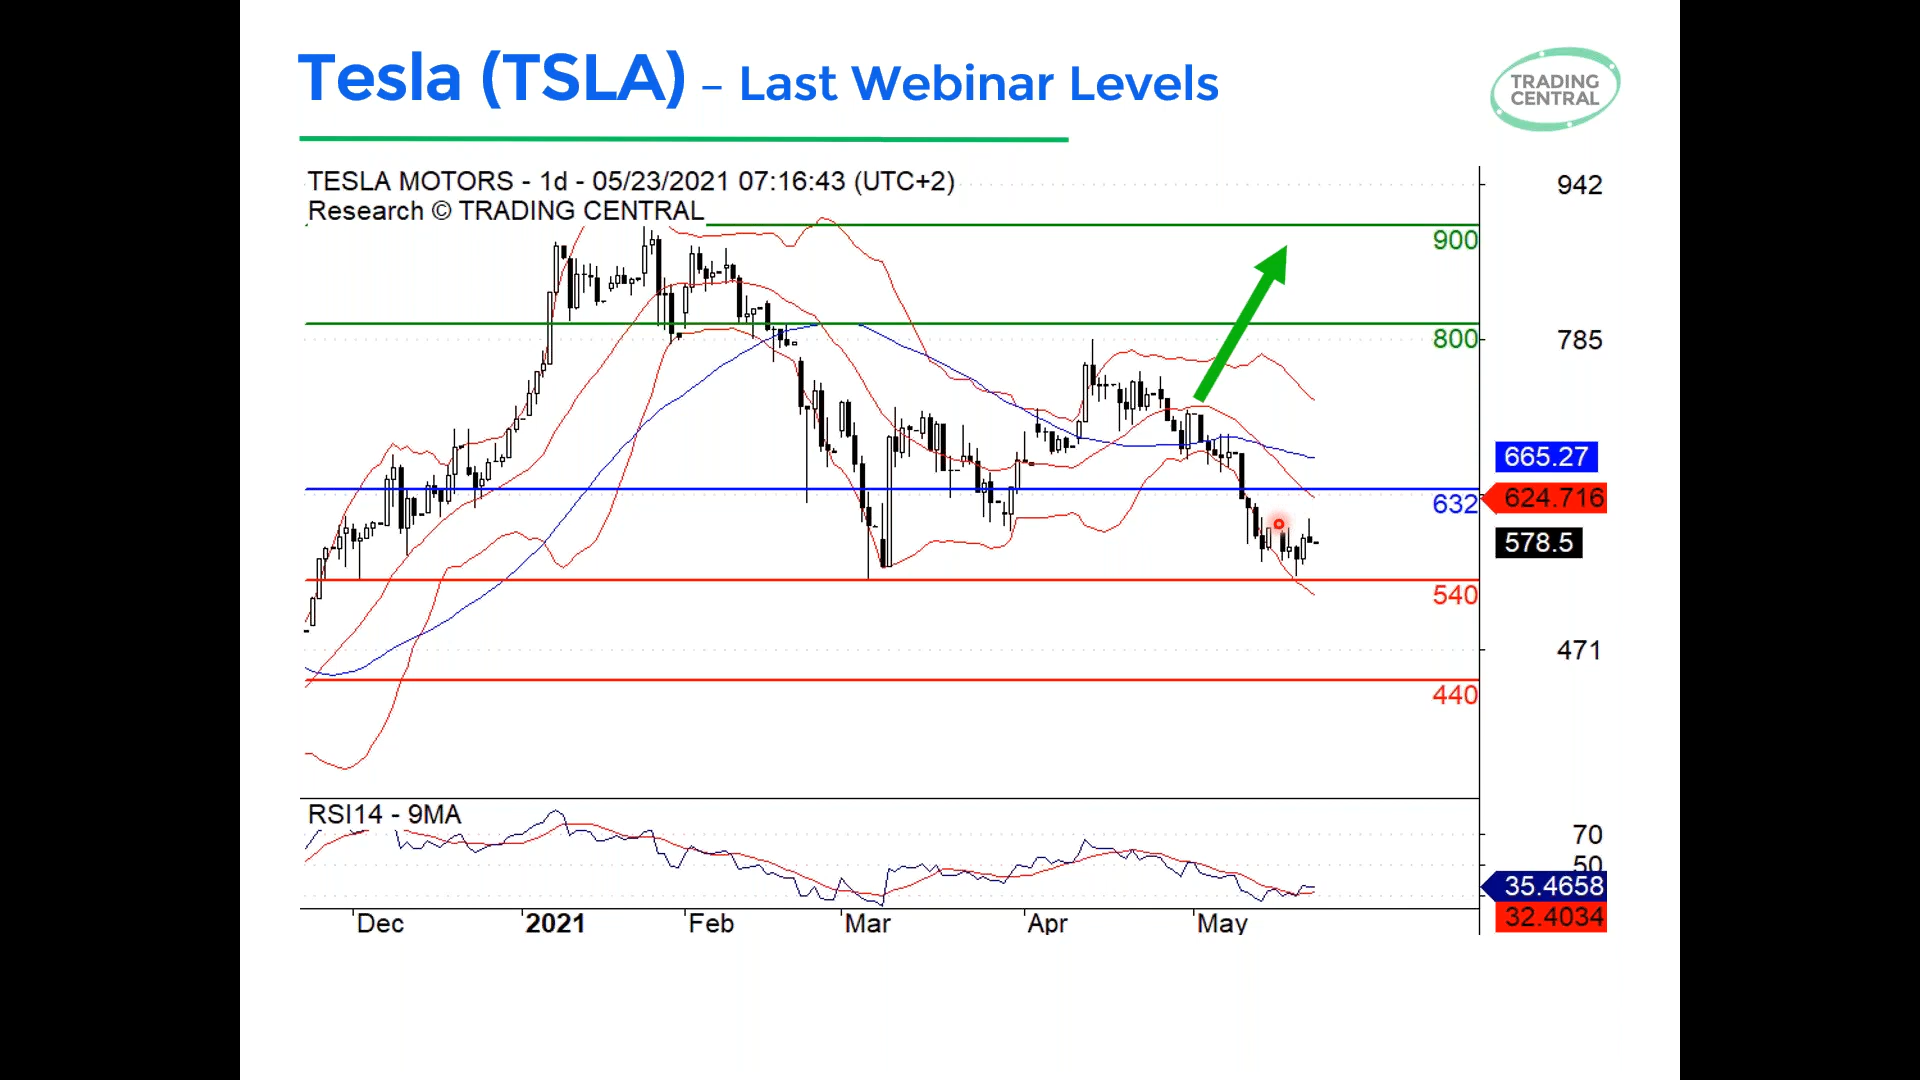 Tesla (TSLA) – Last Webinar Levels
TRADING
CENTRAL
TESLA MOTORS - 1d - 05/23/2021 07:16:43 (UTC+2)
Research © TRADING CENTRAL
942
900
800
785
665.27
632
624.716
578.5
540
471
440
RSI14 - 9MA
70
50
35.4658
32.4034
Dec
2021
Feb
Mar
Apr
May